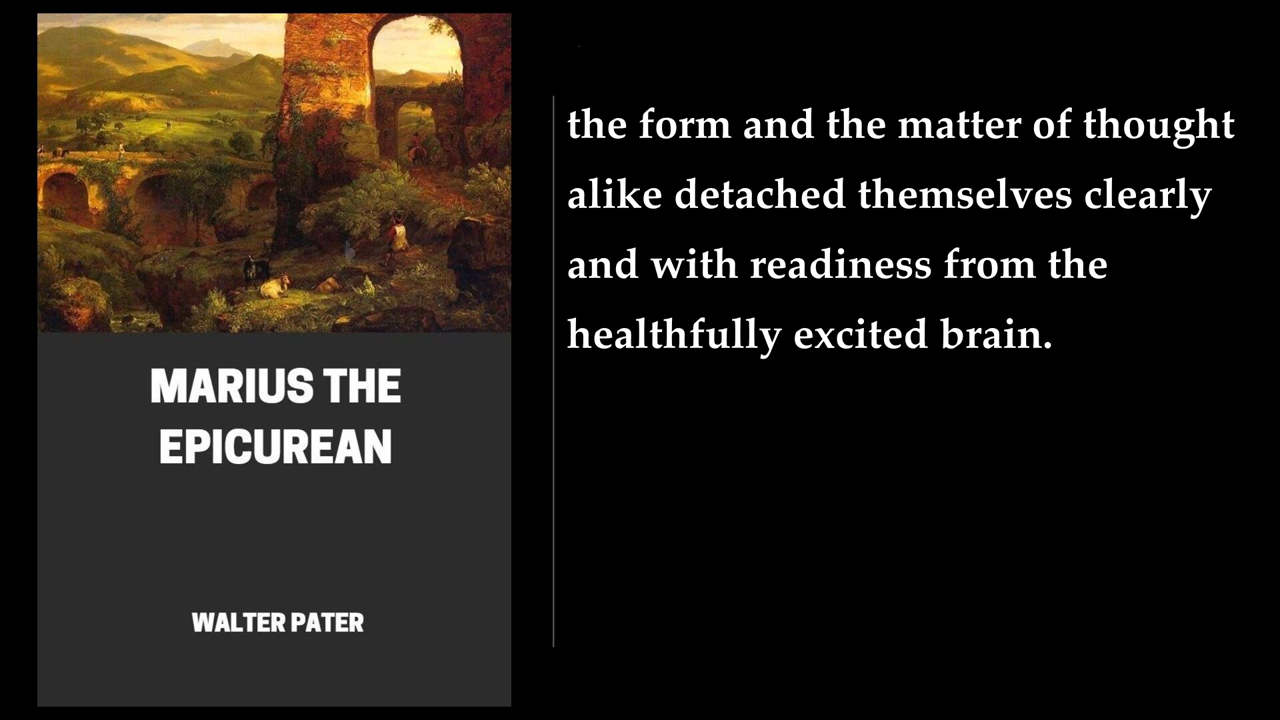 MARIUS THE
EPICUREAN
WALTER PATER
the form and the matter of thought
alike detached themselves clearly
and with readiness from the
healthfully excited brain.